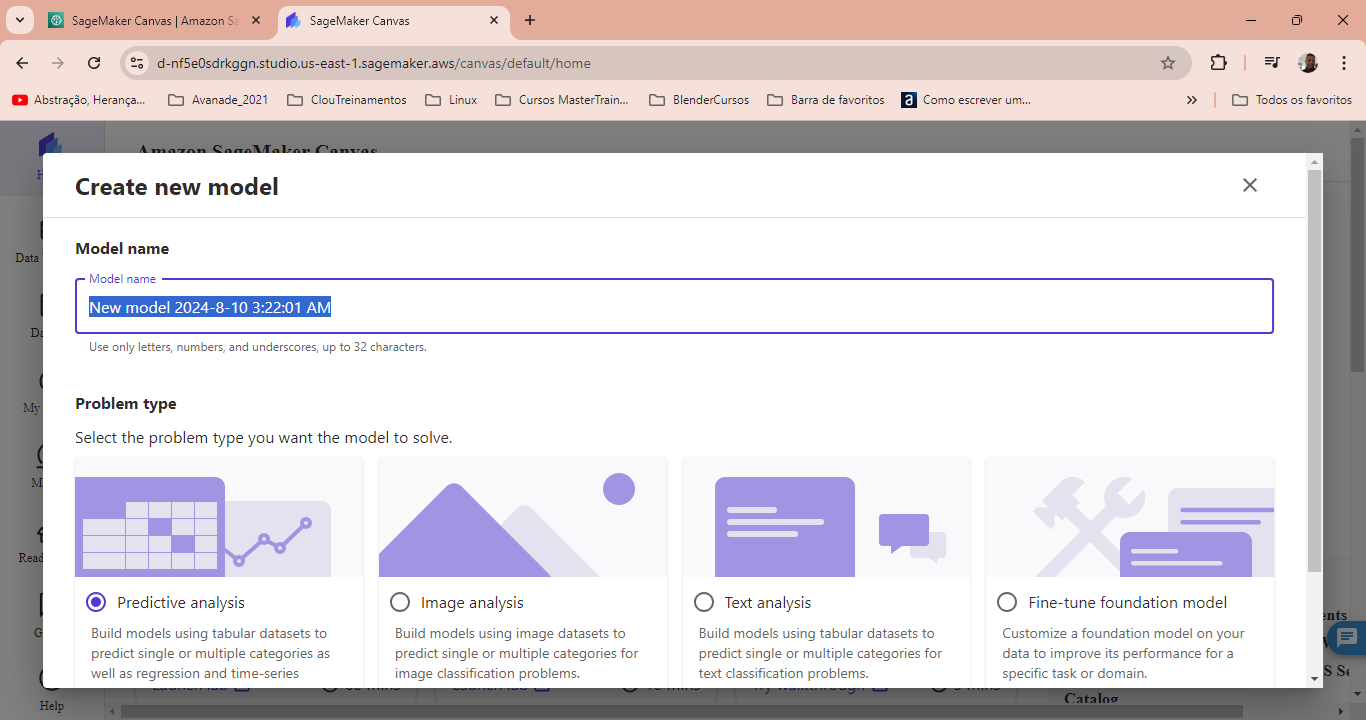 SageMaker Canvas | Amazon Sa
SageMaker Canvas
d-nf5e0sdrkggn.studio.us-east-1.sagemaker.aws/canvas/default/home
Abstração, Herança...
Avanade_2021
ClouTreinamentos
Linux
Cursos MasterTrain...
BlenderCursos
Barra de favoritos
Como escrever um...
Todos os favoritos
Amazon SageMaker Canvas
Create new model
Model name
Model name
New model 2024-8-10 3:22:01 AM
Use only letters, numbers, and underscores, up to 32 characters.
Problem type
Select the problem type you want the model to solve.
Predictive analysis
Build models using tabular datasets to
predict single or multiple categories as
well as regression and time-series
Image analysis
Build models using image datasets to
predict single or multiple categories for
image classification problems.
Text analysis
Build models using tabular datasets to
predict single or multiple categories for
text classification problems.
Fine-tune foundation model
Customize a foundation model on your
data to improve its performance for a
specific task or domain.
Data
My
Read
Help
Catalog